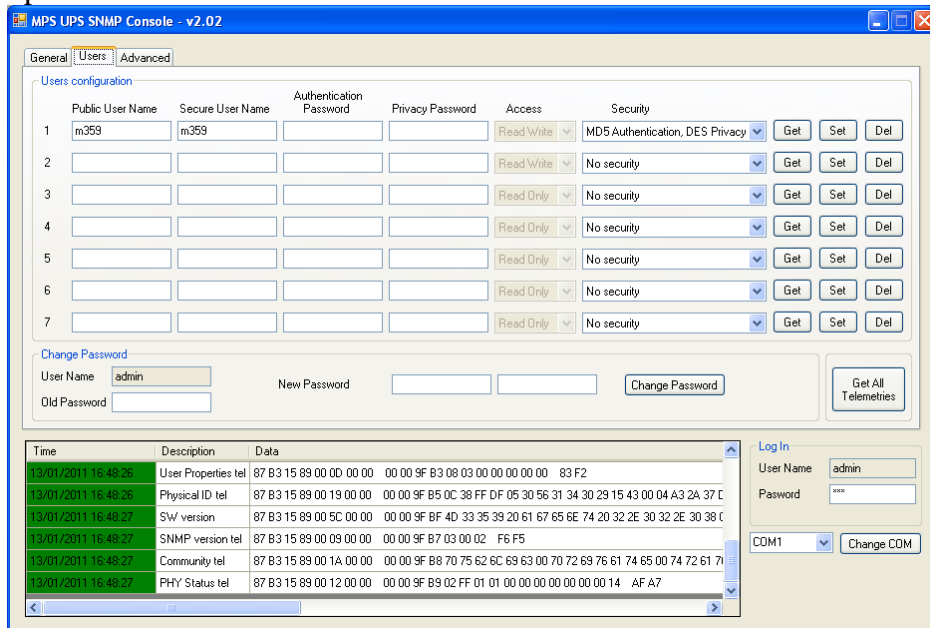 MPS UPS SNMP Console - v2.02
General Users Advanced
Users configuration
Public User Name Secure User Name Authentication Password Privacy Password Access Security
1 m359 m359 Read Write MD5 Authentication, DES Privacy Get Set Del
2 Read Write No security Get Set Del
3 Read Only No security Get Set Del
4 Read Only No security Get Set Del
5 Read Only No security Get Set Del
6 Read Only No security Get Set Del
7 Read Only No security Get Set Del
Change Password
User Name admin New Password Change Password Get All Telemetries
Old Password
Time Description Data
13/01/2011 16:48:26 User Properties tel 87 B3 15 89 00 0D 00 00 00 00 9F B3 08 03 00 00 00 00 00 83 F2
13/01/2011 16:48:26 Physical ID tel 87 B3 15 89 00 19 00 00 00 00 9F B5 0C 38 FF DF 05 30 56 31 34 30 29 15 43 00 04 A3 2A 37
13/01/2011 16:48:27 SW version 87 B3 15 89 00 5C 00 00 00 00 9F BF 4D 33 35 39 20 61 67 65 6E 74 20 32 2E 30 32 2E 30 38
13/01/2011 16:48:27 SNMP version tel 87 B3 15 89 00 09 00 00 00 00 9F B7 03 00 02 F6 F5
13/01/2011 16:48:27 Community tel 87 B3 15 89 00 1A 00 00 00 00 9F B8 70 75 62 6C 69 63 00 70 72 69 76 61 74 65 00 74 72 61
13/01/2011 16:48:27 PHY Status tel 87 B3 15 89 00 12 00 00 00 00 9F B9 02 FF 01 01 00 00 00 00 00 00 00 14 AF A7
Log In
User Name admin
Pasword ***
COM1 Change COM